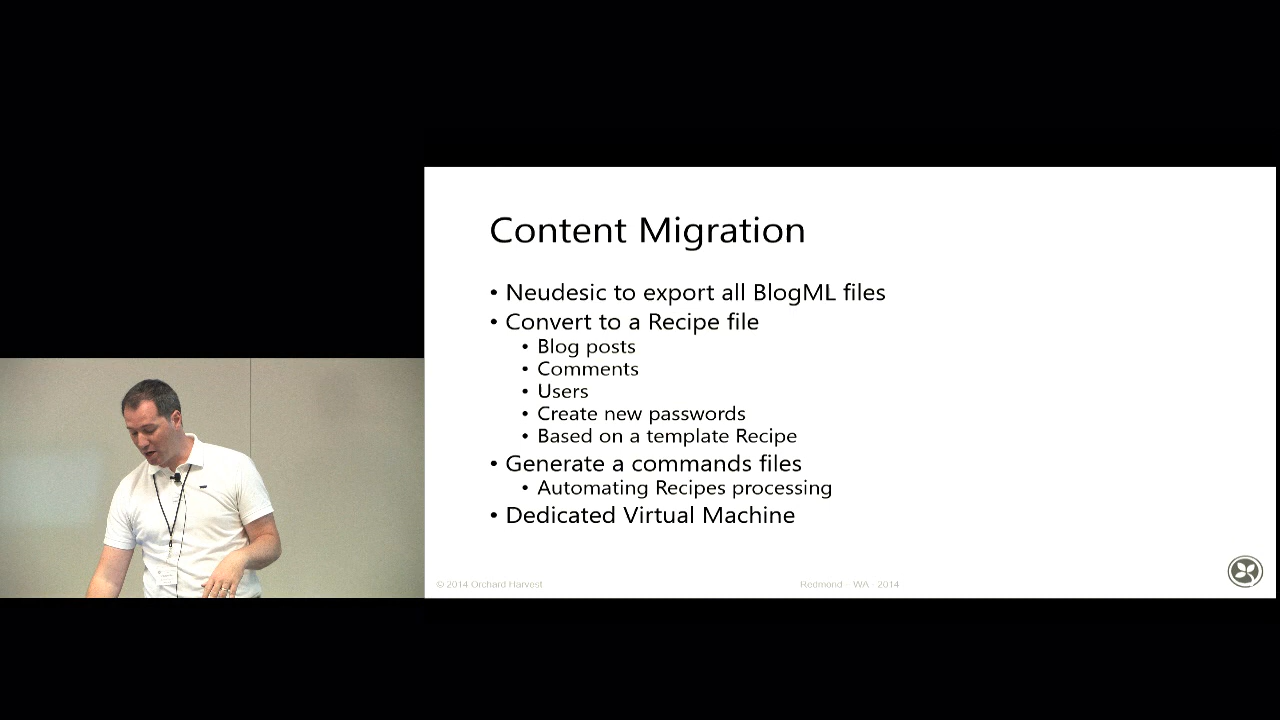 Content Migration
• Neudesic to export all BlogML files
• Convert to a Recipe file
• Blog posts
• Comments
• Users
• Create new passwords
• Based on a template Recipe
• Generate a commands files
• Automating Recipes processing
• Dedicated Virtual Machine
© 2014 Orchard Harvest
Redmond - WA - 2014